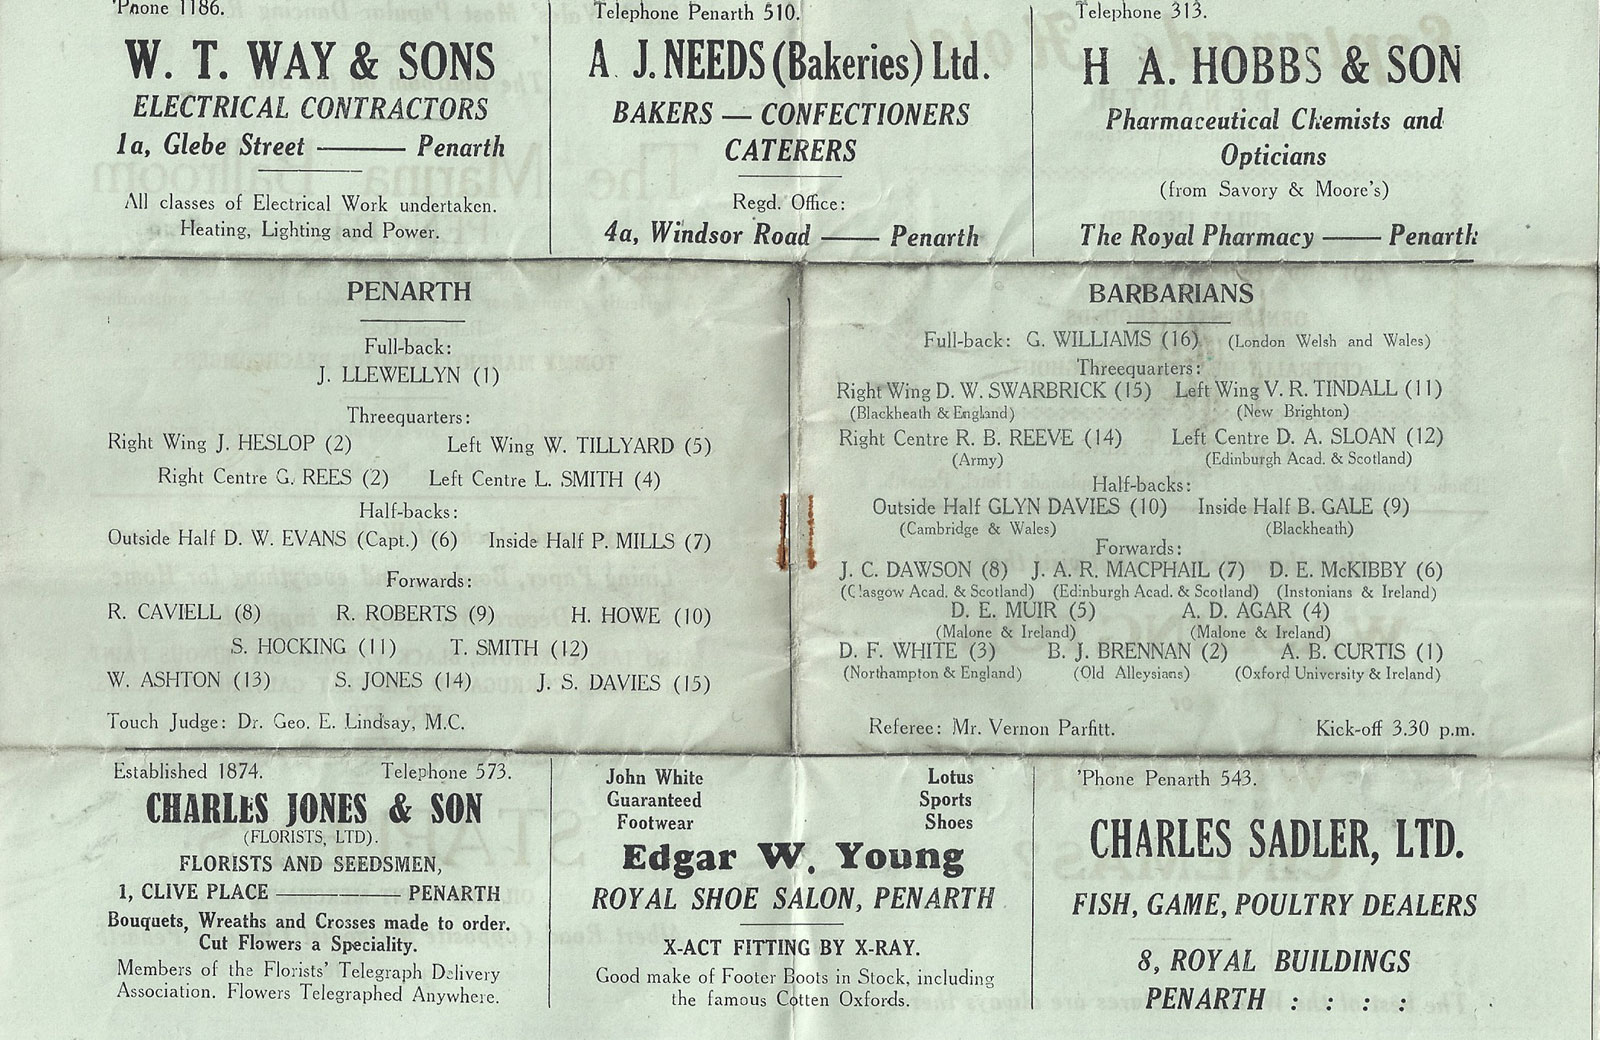 'Phone 1186.
W. T. WAY & SONS
ELECTRICAL CONTRACTORS
1a, Glebe Street —— Penarth
All classes of Electrical Work undertaken.
Heating, Lighting and Power.
Telephone Penarth 510.
A. J. NEEDS (Bakeries) Ltd.
BAKERS — CONFECTIONERS
CATERERS
Regd. Office:
4a, Windsor Road —— Penarth
Telephone 313.
H A. HOBBS & SON
Pharmaceutical Chemists and
Opticians
(from Savory & Moore's)
The Royal Pharmacy —— Penarth
PENARTH
Full-back:
J. LLEWELLYN (1)
Threequarters:
Right Wing J. HESLOP (2) Left Wing W. TILLYARD (5)
Right Centre G. REES (2) Left Centre L. SMITH (4)
Half-backs:
Outside Half D. W. EVANS (Capt.) (6) Inside Half P. MILLS (7)
Forwards:
R. CAVIELL (8) R. ROBERTS (9) H. HOWE (10)
S. HOCKING (11) T. SMITH (12)
W. ASHTON (13) S. JONES (14) J. S. DAVIES (15)
Touch Judge: Dr. Geo. E. Lindsay, M.C.
BARBARIANS
Full-back: G. WILLIAMS (16) (London Welsh and Wales)
Threequarters:
Right Wing D. W. SWARBRICK (15) Left Wing V. R. TINDALL (11)
(Blackheath & England) (New Brighton)
Right Centre R. B. REEVE (14) Left Centre D. A. SLOAN (12)
(Army) (Edinburgh Acad. & Scotland)
Half-backs:
Outside Half GLYN DAVIES (10) Inside Half B. GALE (9)
(Cambridge & Wales) (Blackheath)
Forwards:
J. C. DAWSON (8) J. A. R. MACPHAIL (7) D. E. McKIBBY (6)
(Glasgow Acad. & Scotland) (Edinburgh Acad. & Scotland) (Instonians & Ireland)
D. E. MUIR (5) A. D. AGAR (4)
(Malone & Ireland) (Malone & Ireland)
D. F. WHITE (3) B. J. BRENNAN (2) A. B. CURTIS (1)
(Northampton & England) (Old Alleysians) (Oxford University & Ireland)
Referee: Mr. Vernon Parfitt. Kick-off 3.30 p.m.
Established 1874. Telephone 573.
CHARLES JONES & SON
(FLORISTS, LTD).
FLORISTS AND SEEDSMEN,
1, CLIVE PLACE —— PENARTH
Bouquets, Wreaths and Crosses made to order.
Cut Flowers a Speciality.
Members of the Florists' Telegraph Delivery
Association. Flowers Telegraphed Anywhere.
John White Lotus
Guaranteed Sports
Footwear Shoes
Edgar W. Young
ROYAL SHOE SALON, PENARTH
X-ACT FITTING BY X-RAY.
Good make of Footer Boots in Stock, including
the famous Cotten Oxfords.
'Phone Penarth 543.
CHARLES SADLER, LTD.
FISH, GAME, POULTRY DEALERS
8, ROYAL BUILDINGS
PENARTH : : : :